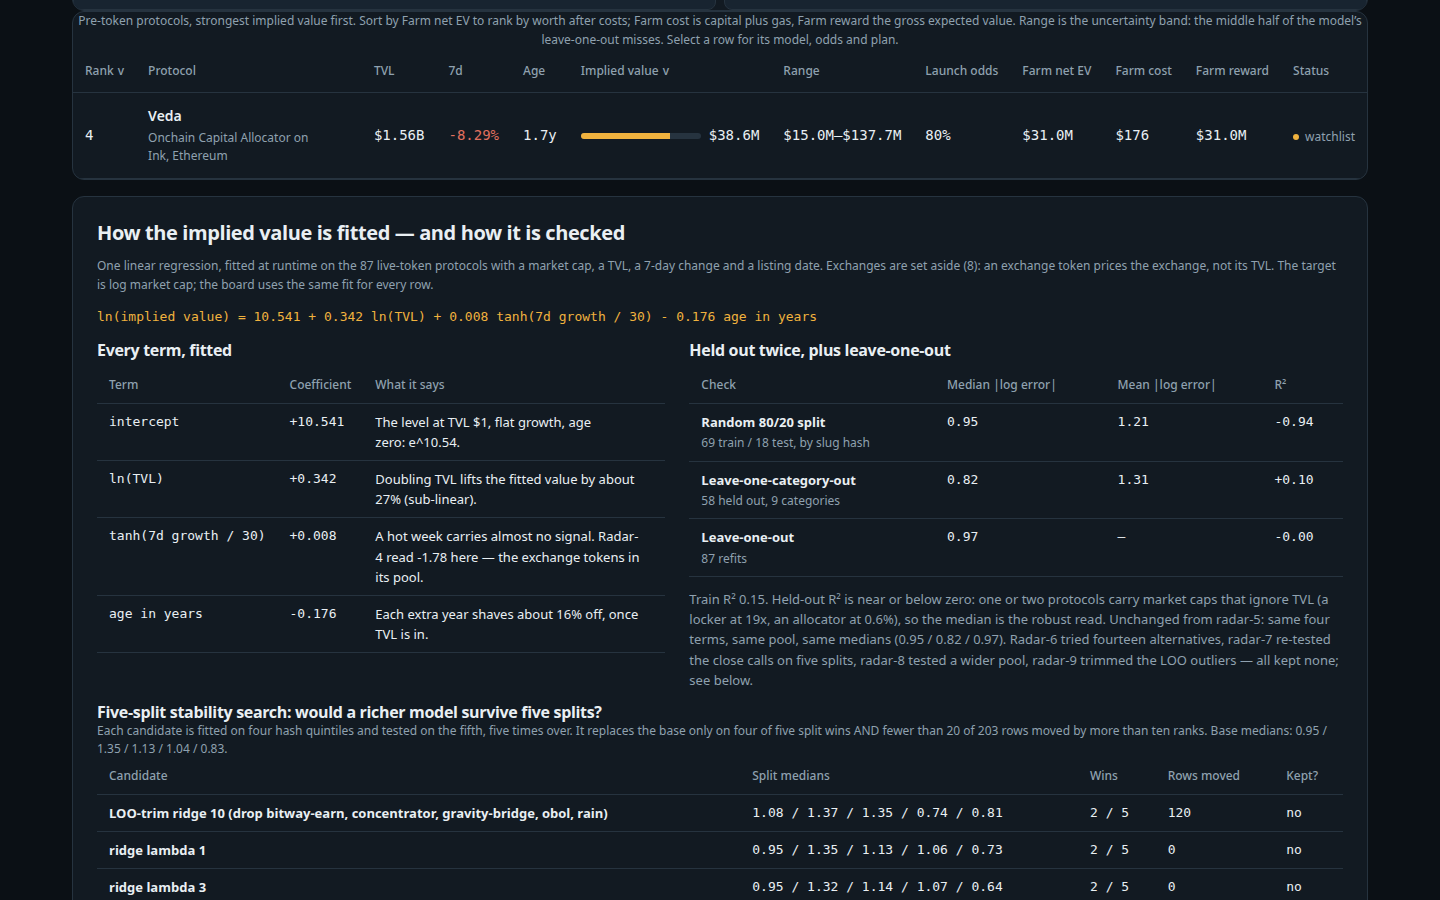 Pre-token protocols, strongest implied value first. Sort by Farm net EV to rank by worth after costs; Farm cost is capital plus gas, Farm reward the gross expected value. Range is the uncertainty band: the middle half of the model's
leave-one-out misses. Select a row for its model, odds and plan.
Rank v Protocol TVL 7d Age Implied value v Range Launch odds Farm net EV Farm cost Farm reward Status
Veda
4 Onchain Capital Allocator on $1.56B -8.29% 1.7y $38.6M $15.0M–$137.7M 80% $31.0M $176 $31.0M watchlist
Ink, Ethereum
How the implied value is fitted — and how it is checked
One linear regression, fitted at runtime on the 87 live-token protocols with a market cap, a TVL, a 7-day change and a listing date. Exchanges are set aside (8): an exchange token prices the exchange, not its TVL. The target
is log market cap; the board uses the same fit for every row.
ln(implied value) = 10.541 + 0.342 ln(TVL) + 0.008 tanh(7d growth / 30) - 0.176 age in years
Every term, fitted
Term Coefficient What it says
intercept +10.541 The level at TVL $1, flat growth, age
zero: e^10.54.
ln(TVL) +0.342 Doubling TVL lifts the fitted value by about
27% (sub-linear).
tanh(7d growth / 30) +0.008 A hot week carries almost no signal. Radar-
4 read -1.78 here — the exchange tokens in
its pool.
age in years -0.176 Each extra year shaves about 16% off, once
TVL is in.
Held out twice, plus leave-one-out
Check Median |log error| Mean |log error| R²
Random 80/20 split 0.95 1.21 -0.94
69 train / 18 test, by slug hash
Leave-one-category-out 0.82 1.31 +0.10
58 held out, 9 categories
Leave-one-out 0.97 — -0.00
87 refits
Train R² 0.15. Held-out R² is near or below zero: one or two protocols carry market caps that ignore TVL (a
locker at 19x, an allocator at 0.6%), so the median is the robust read. Unchanged from radar-5: same four
terms, same pool, same medians (0.95 / 0.82 / 0.97). Radar-6 tried fourteen alternatives, radar-7 re-tested
the close calls on five splits, radar-8 tested a wider pool, radar-9 trimmed the LOO outliers — all kept none;
see below.
Five-split stability search: would a richer model survive five splits?
Each candidate is fitted on four hash quintiles and tested on the fifth, five times over. It replaces the base only on four of five split wins AND fewer than 20 of 203 rows moved by more than ten ranks. Base medians: 0.95 /
1.35 / 1.13 / 1.04 / 0.83.
Candidate Split medians Wins Rows moved Kept?
LOO-trim ridge 10 (drop bitway-earn, concentrator, gravity-bridge, obol, rain) 1.08 / 1.37 / 1.35 / 0.74 / 0.81 2 / 5 120 no
ridge lambda 1 0.95 / 1.35 / 1.13 / 1.06 / 0.73 2 / 5 0 no
ridge lambda 3 0.95 / 1.32 / 1.14 / 1.07 / 0.64 2 / 5 0 no